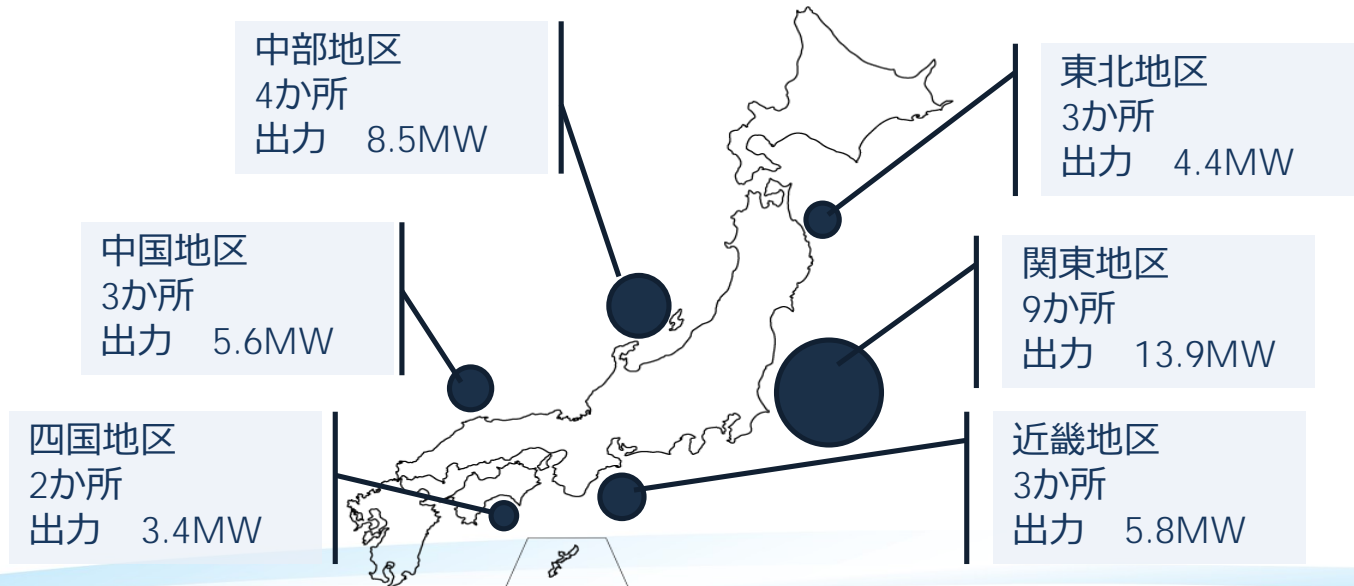 中部地区
4か所
出力　8.5MW
東北地区
3か所
出力　4.4MW
中国地区
3か所
出力　5.6MW
関東地区
9か所
出力　13.9MW
四国地区
2か所
出力　3.4MW
近畿地区
3か所
出力　5.8MW